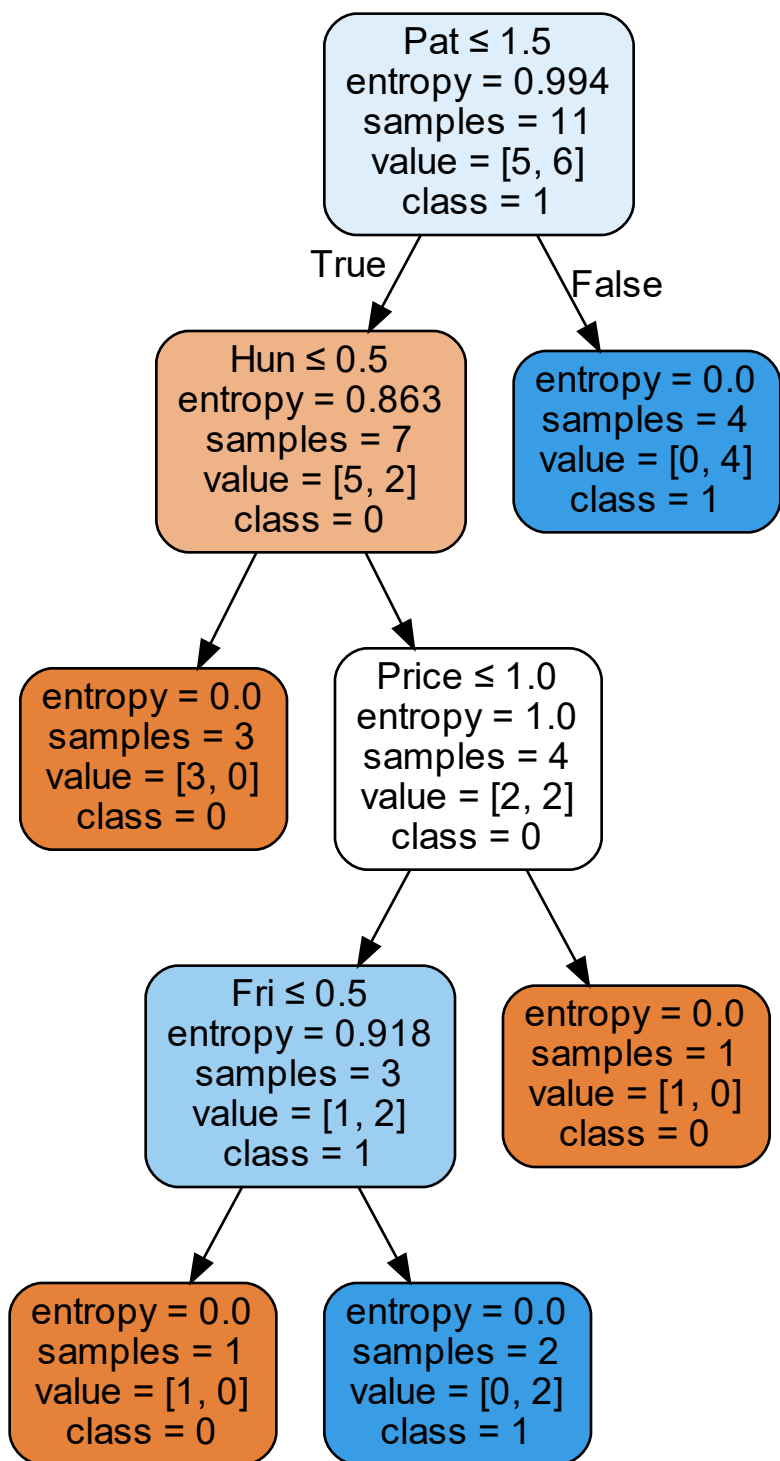 Pat ≤ 1.5
entropy = 0.994
samples = 11
value = [5, 6]
class = 1
True
False
Hun ≤ 0.5
entropy = 0.863
samples = 7
value = [5, 2]
class = 0
entropy = 0.0
samples = 4
value = [0, 4]
class = 1
entropy = 0.0
samples = 3
value = [3, 0]
class = 0
Price ≤ 1.0
entropy = 1.0
samples = 4
value = [2, 2]
class = 0
Fri ≤ 0.5
entropy = 0.918
samples = 3
value = [1, 2]
class = 1
entropy = 0.0
samples = 1
value = [1, 0]
class = 0
entropy = 0.0
samples = 1
value = [1, 0]
class = 0
entropy = 0.0
samples = 2
value = [0, 2]
class = 1